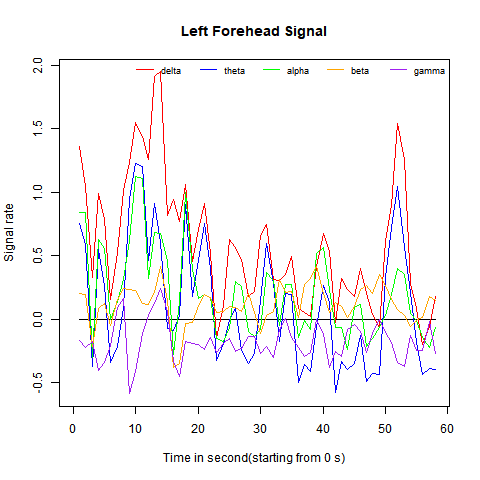 Left Forehead Signal
delta theta alpha beta gamma
2.0
1.5
1.0
0.5
0.0
-0.5
Signal rate
0 10 20 30 40 50 60
Time in second(starting from 0 s)